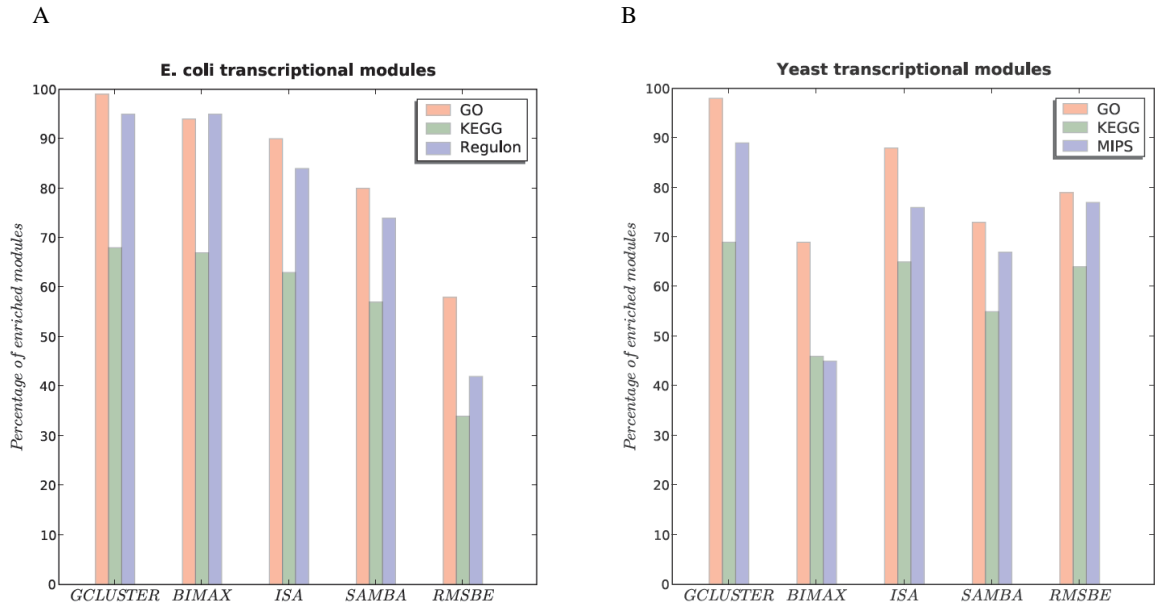 A
E. coli transcriptional modules
Percentage of enriched modules
100
90
80
70
60
50
40
30
20
10
0
GO
KEGG
Regulon
GCLUSTER BIMAX ISA SAMBA RMSBE
B
Yeast transcriptional modules
Percentage of enriched modules
100
90
80
70
60
50
40
30
20
10
0
GO
KEGG
MIPS
GCLUSTER BIMAX ISA SAMBA RMSBE